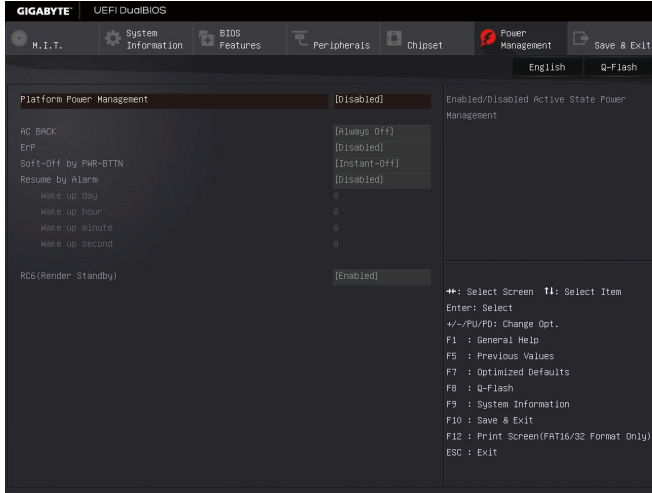 GIGABYTE™ UEFI DualBIOS
M.I.T. System Information BIOS Features Peripherals Chipset Power Management Save & Exit
English Q-Flash
Platform Power Management [Disabled]
AC BACK [Always Off]
ErP [Disabled]
Soft-Off by PWR-BTTN [Instant-Off]
Resume by Alarm [Disabled]
Wake up day 0
Wake up hour 0
Wake up minute 0
Wake up second 0
RC6(Render Standby) [Enabled]
Enabled/Disabled Active State Power
Management
→←: Select Screen ↑↓: Select Item
Enter: Select
+/-/PU/PD: Change Opt.
F1 : General Help
F5 : Previous Values
F7 : Optimized Defaults
F8 : Q-Flash
F9 : System Information
F10 : Save & Exit
F12 : Print Screen(FAT16/32 Format Only)
ESC : Exit